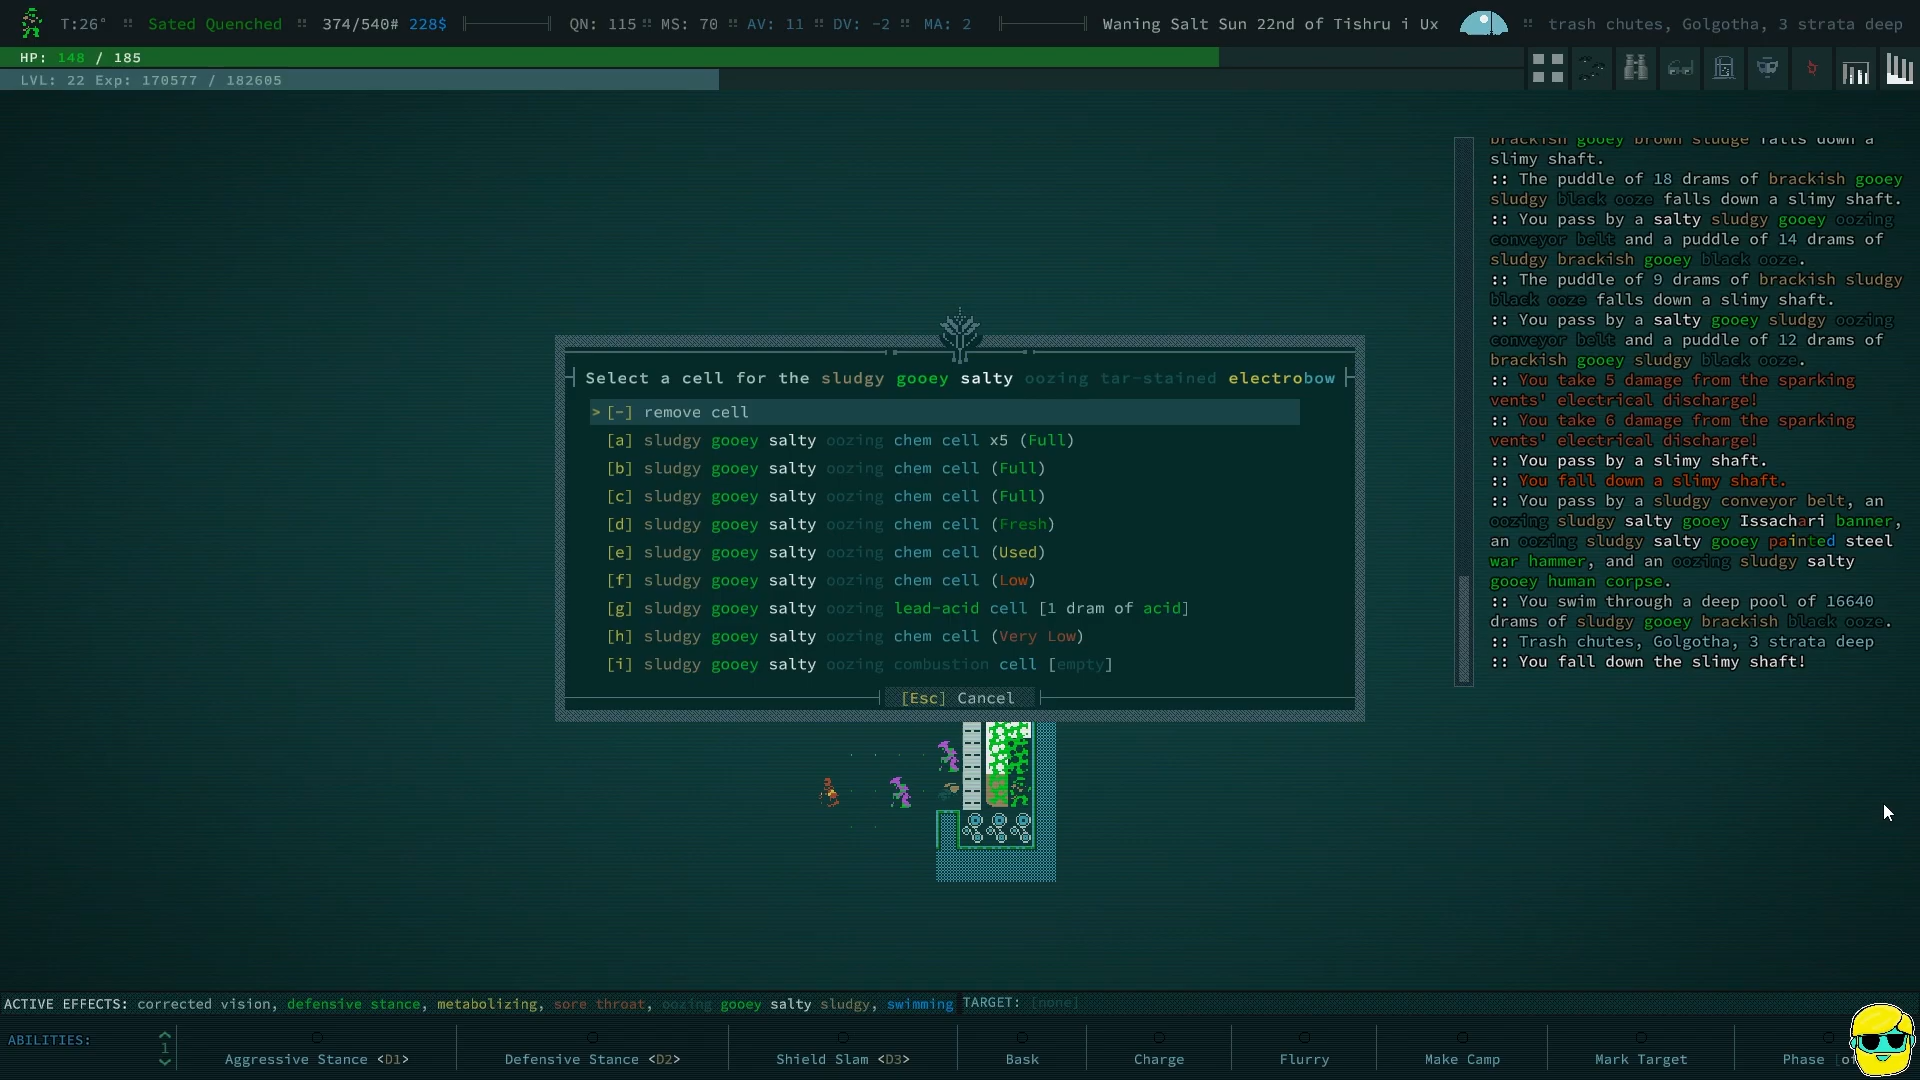 T:26° :: Sated Quenched :: 374/540# 228$ QN: 115 :: MS: 70 :: AV: 11 :: DV: -2 :: MA: 2 Waning Salt Sun 22nd of Tishru i Ux :: trash chutes, Golgotha, 3 strata deep
HP: 148 / 185
LVL: 22 Exp: 170577 / 182605
brackish gooey brown sludge falls down a
slimy shaft.
:: The puddle of 18 drams of brackish gooey
sludgy black ooze falls down a slimy shaft.
:: You pass by a salty sludgy gooey oozing
conveyor belt and a puddle of 14 drams of
sludgy brackish gooey black ooze.
:: The puddle of 9 drams of brackish sludgy
black ooze falls down a slimy shaft.
:: You pass by a salty gooey sludgy oozing
conveyor belt and a puddle of 12 drams of
brackish gooey sludgy black ooze.
:: You take 5 damage from the sparking
vents' electrical discharge!
:: You take 6 damage from the sparking
vents' electrical discharge!
:: You pass by a slimy shaft.
:: You fall down a slimy shaft.
:: You pass by a sludgy conveyor belt, an
oozing sludgy salty gooey Issachari banner,
an oozing sludgy salty gooey painted steel
war hammer, and an oozing sludgy salty
gooey human corpse.
:: You swim through a deep pool of 16640
drams of sludgy gooey brackish black ooze.
:: Trash chutes, Golgotha, 3 strata deep
:: You fall down the slimy shaft!
Select a cell for the sludgy gooey salty oozing tar-stained electrobow
> [-] remove cell
[a] sludgy gooey salty oozing chem cell x5 (Full)
[b] sludgy gooey salty oozing chem cell (Full)
[c] sludgy gooey salty oozing chem cell (Full)
[d] sludgy gooey salty oozing chem cell (Fresh)
[e] sludgy gooey salty oozing chem cell (Used)
[f] sludgy gooey salty oozing chem cell (Low)
[g] sludgy gooey salty oozing lead-acid cell [1 dram of acid]
[h] sludgy gooey salty oozing chem cell (Very Low)
[i] sludgy gooey salty oozing combustion cell [empty]
[Esc] Cancel
ACTIVE EFFECTS: corrected vision, defensive stance, metabolizing, sore throat, oozing gooey salty sludgy, swimming TARGET: [none]
ABILITIES: 1 Aggressive Stance <D1> Defensive Stance <D2> Shield Slam <D3> Bask Charge Flurry Make Camp Mark Target Phase